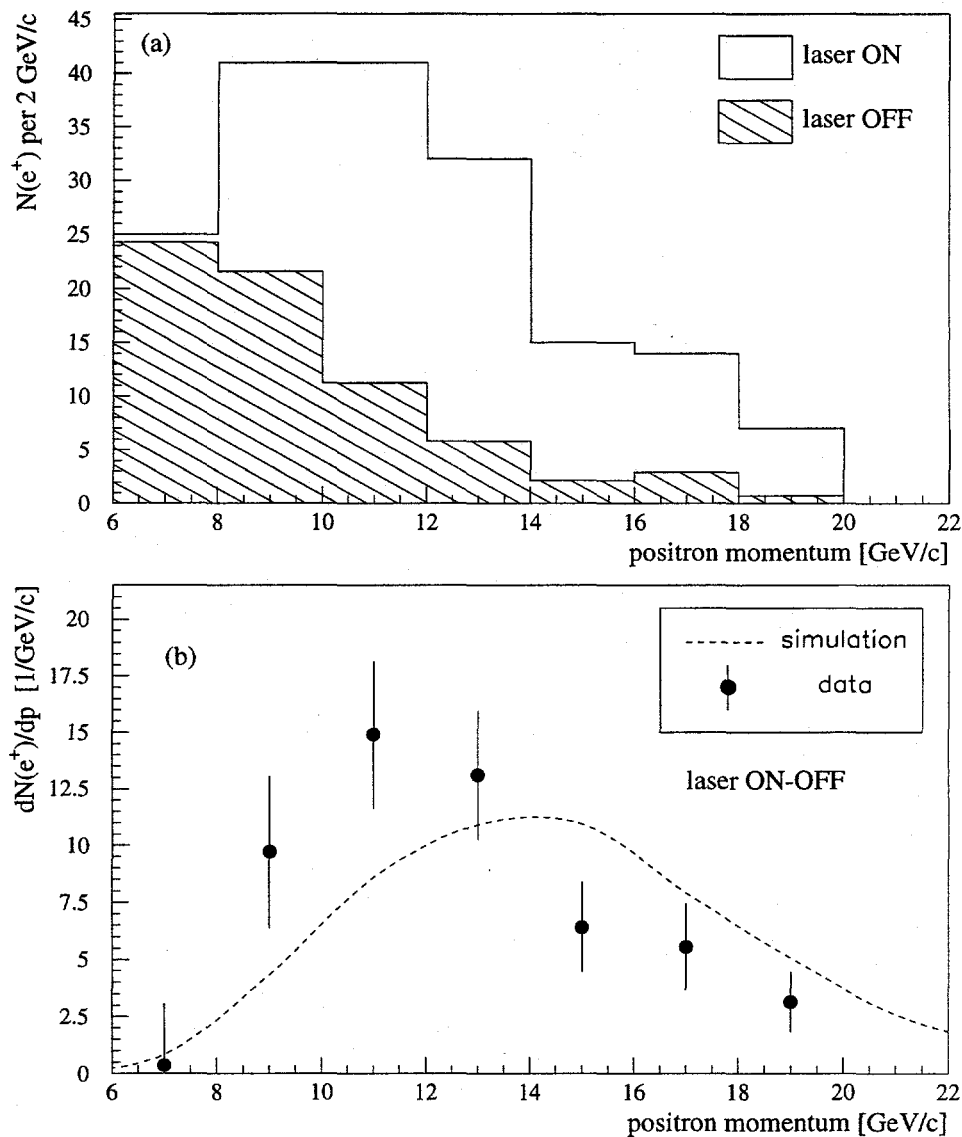 (a)
laser ON
laser OFF
N(e⁺) per 2 GeV/c
45
40
35
30
25
20
15
10
5
0
6 8 10 12 14 16 18 20 22
positron momentum [GeV/c]
(b)
simulation
data
laser ON-OFF
dN(e⁺)/dp [1/GeV/c]
20
17.5
15
12.5
10
7.5
5
2.5
0
6 8 10 12 14 16 18 20 22
positron momentum [GeV/c]